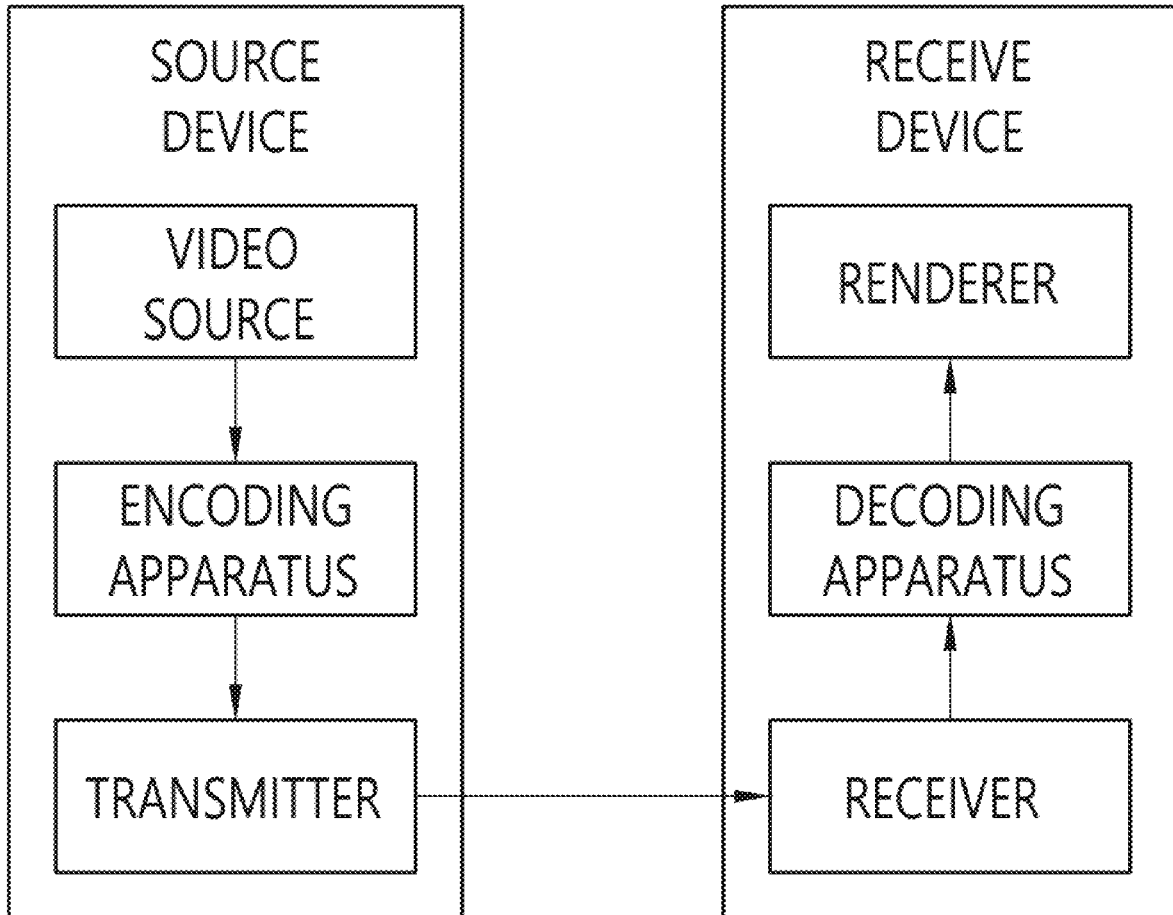 SOURCE
DEVICE
VIDEO
SOURCE
ENCODING
APPARATUS
TRANSMITTER
RECEIVE
DEVICE
RENDERER
DECODING
APPARATUS
RECEIVER